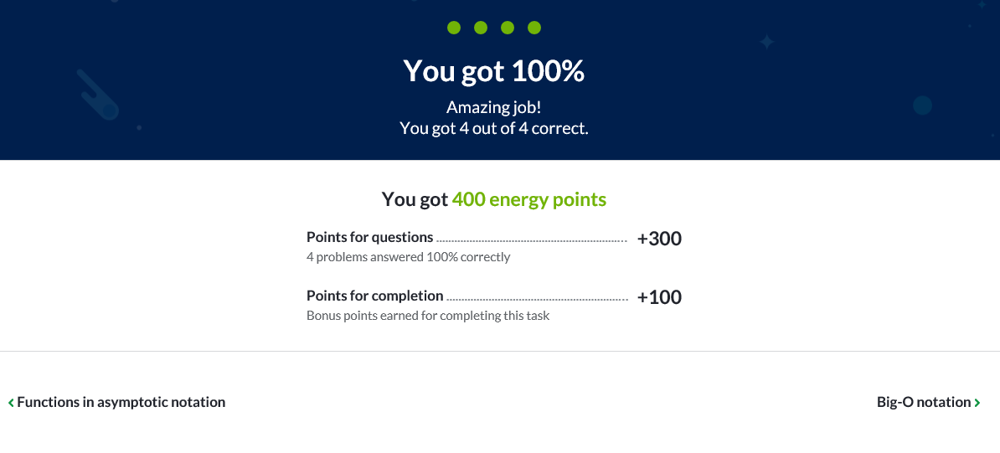 You got 100%
Amazing job!
You got 4 out of 4 correct.
You got 400 energy points
Points for questions +300
4 problems answered 100% correctly
Points for completion +100
Bonus points earned for completing this task
Functions in asymptotic notation
Big-O notation